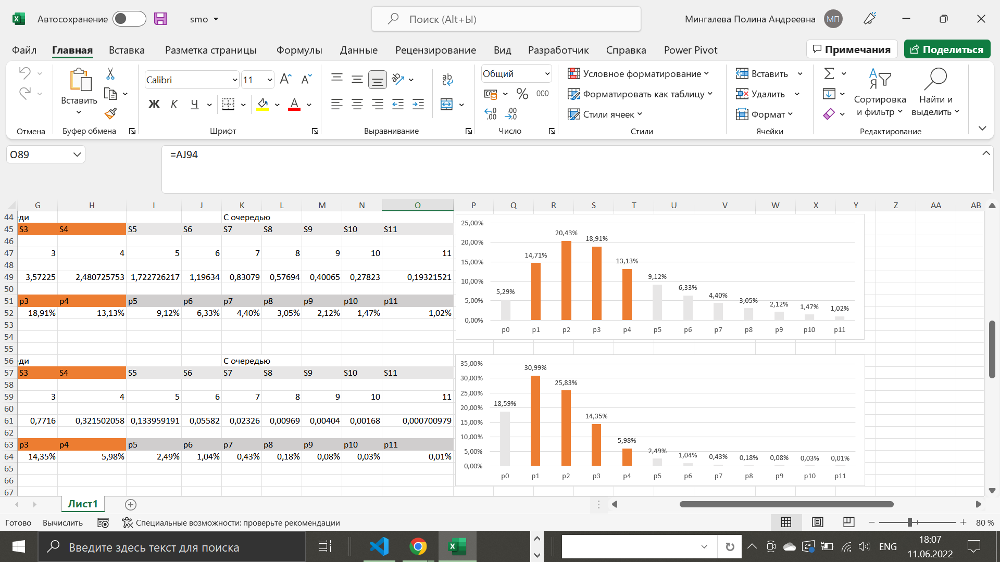 Автосохранение
smo
Поиск (Alt+Ы)
Мингалева Полина Андреевна
МП
Файл
Главная
Вставка
Разметка страницы
Формулы
Данные
Рецензирование
Вид
Разработчик
Справка
Power Pivot
Примечания
Поделиться
Отмена
Вставить
Буфер обмена
Calibri
11
Ж К Ч
Шрифт
Выравнивание
Общий
Число
Условное форматирование
Форматировать как таблицу
Стили ячеек
Стили
Вставить
Удалить
Формат
Ячейки
Сортировка и фильтр
Найти и выделить
Редактирование
O89
=AJ94
G H I J K L M N O P Q R S T U V W X Y Z AA AB
44 еди С очередью
45 S3 S4 S5 S6 S7 S8 S9 S10 S11
46
47 3 4 5 6 7 8 9 10 11
48
49 3,57225 2,480725753 1,722726217 1,19634 0,83079 0,57694 0,40065 0,27823 0,19321521
50
51 p3 p4 p5 p6 p7 p8 p9 p10 p11
52 18,91% 13,13% 9,12% 6,33% 4,40% 3,05% 2,12% 1,47% 1,02%
53
54
55
56 еди С очередью
57 S3 S4 S5 S6 S7 S8 S9 S10 S11
58
59 3 4 5 6 7 8 9 10 11
60
61 0,7716 0,321502058 0,133959191 0,05582 0,02326 0,00969 0,00404 0,00168 0,000700979
62
63 p3 p4 p5 p6 p7 p8 p9 p10 p11
64 14,35% 5,98% 2,49% 1,04% 0,43% 0,18% 0,08% 0,03% 0,01%
65
66
67
25,00%
20,00%
15,00%
10,00%
5,00%
0,00%
5,29% 14,71% 20,43% 18,91% 13,13% 9,12% 6,33% 4,40% 3,05% 2,12% 1,47% 1,02%
p0 p1 p2 p3 p4 p5 p6 p7 p8 p9 p10 p11
35,00%
30,00%
25,00%
20,00%
15,00%
10,00%
5,00%
0,00%
18,59% 30,99% 25,83% 14,35% 5,98% 2,49% 1,04% 0,43% 0,18% 0,08% 0,03% 0,01%
p0 p1 p2 p3 p4 p5 p6 p7 p8 p9 p10 p11
Лист1
Готово
Вычислить
Специальные возможности: проверьте рекомендации
80 %
Введите здесь текст для поиска
ENG
18:07
11.06.2022